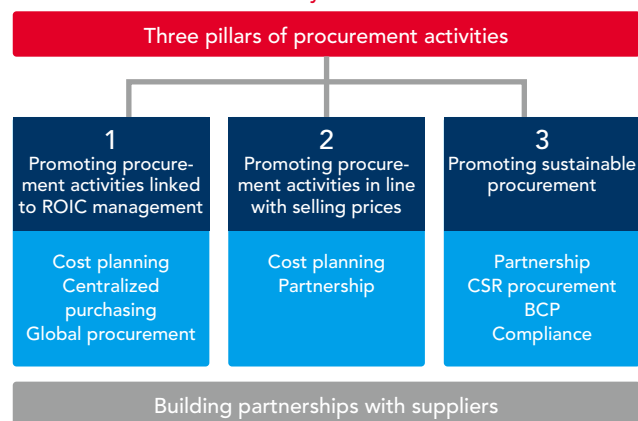 Three pillars of procurement activities
1
Promoting procure-
ment activities linked
to ROIC management
Cost planning
Centralized
purchasing
Global procurement
2
Promoting procure-
ment activities in line
with selling prices
Cost planning
Partnership
3
Promoting sustainable
procurement
Partnership
CSR procurement
BCP
Compliance
Building partnerships with suppliers